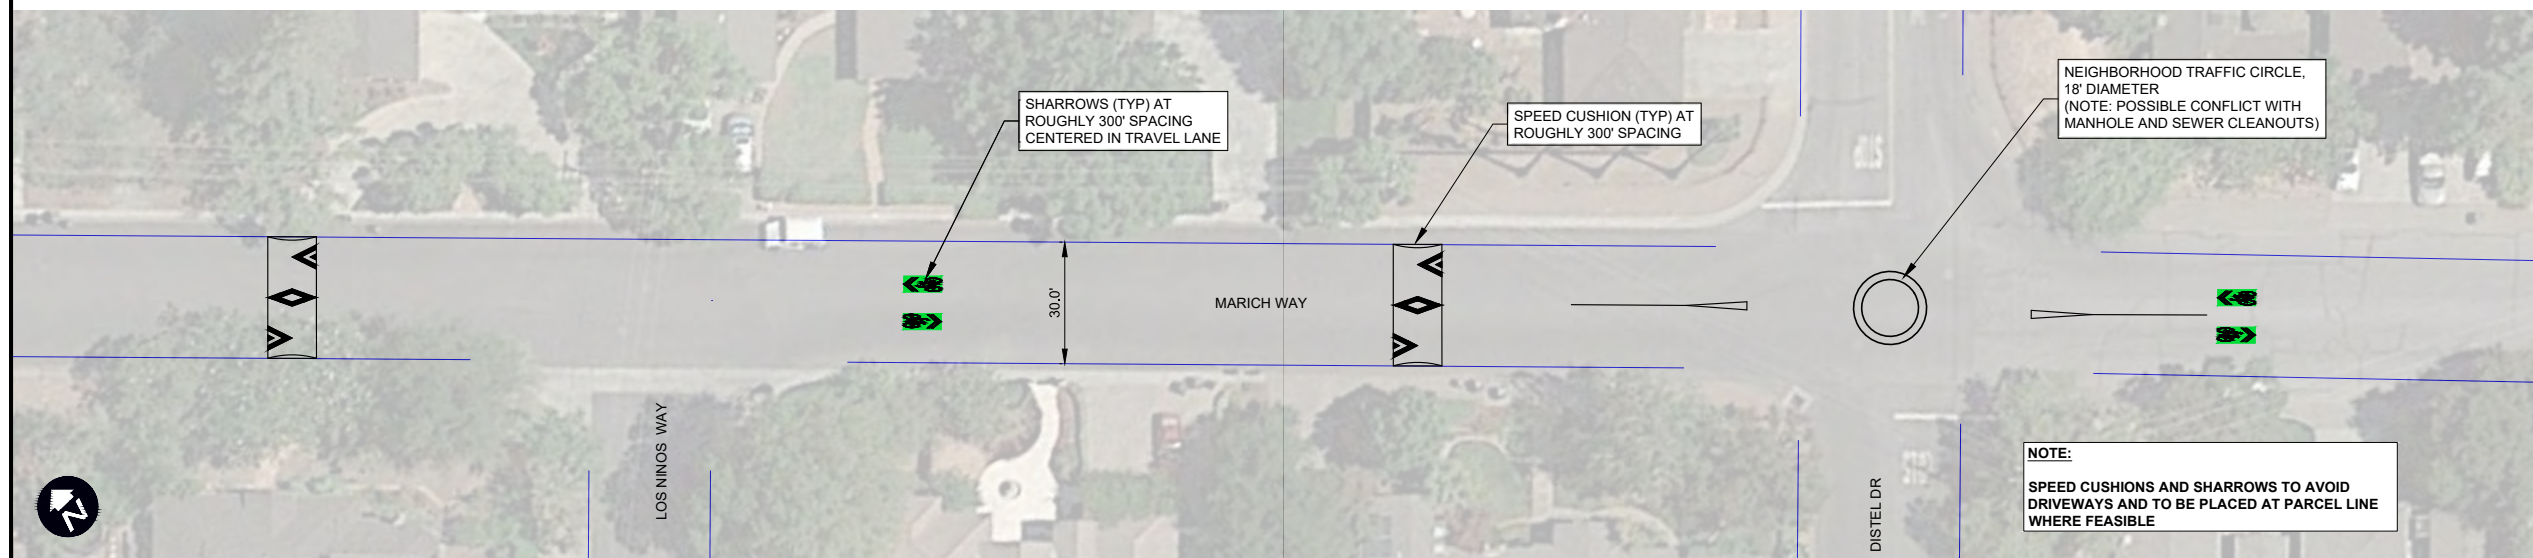 SHARROWS (TYP) AT
ROUGHLY 300' SPACING
CENTERED IN TRAVEL LANE
SPEED CUSHION (TYP) AT
ROUGHLY 300' SPACING
NEIGHBORHOOD TRAFFIC CIRCLE,
18' DIAMETER
(NOTE: POSSIBLE CONFLICT WITH
MANHOLE AND SEWER CLEANOUTS)
STOP
30.0'
MARICH WAY
LOS NINOS WAY
DISTEL DR
NOTE:
SPEED CUSHIONS AND SHARROWS TO AVOID
DRIVEWAYS AND TO BE PLACED AT PARCEL LINE
WHERE FEASIBLE
N